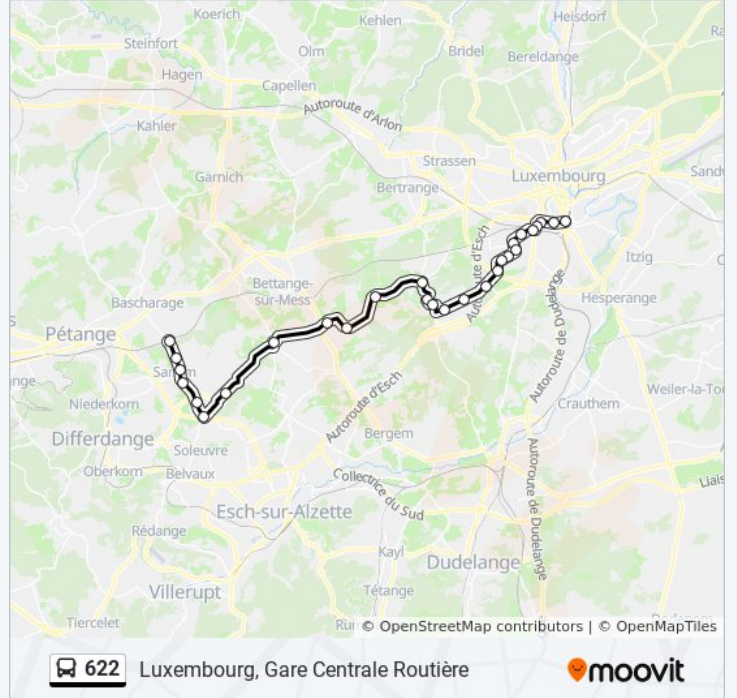 Koerich
Kehlen
Heisdorf
Steinfort
Olm
Bridel
Bereldange
Hagen
Capellen
Autoroute d'Arlon
Kahler
Strassen
Garnich
Luxembourg
Bertrange
Sand
Autoroute d'Esch
Itzig
Bettange-
sür-Mess
Hesperange
Bascharage
Pétange
Autoroute de Dudelange
Weiler-la-To
Autoroute d'Esch
Niederkorn
Crauthem
Differdange
Bergem
Soleuvre
Oberkorn
Belvaux
Collectrice du Sud
Autoroute de Dudelange
Esch-sur-Alzette
Rédange
Kayl
Dudelange
Villerupt
Tétange
Tiercelet
© OpenStreetMap contributors | © OpenMapTiles
622
Luxembourg, Gare Centrale Routière
moovit